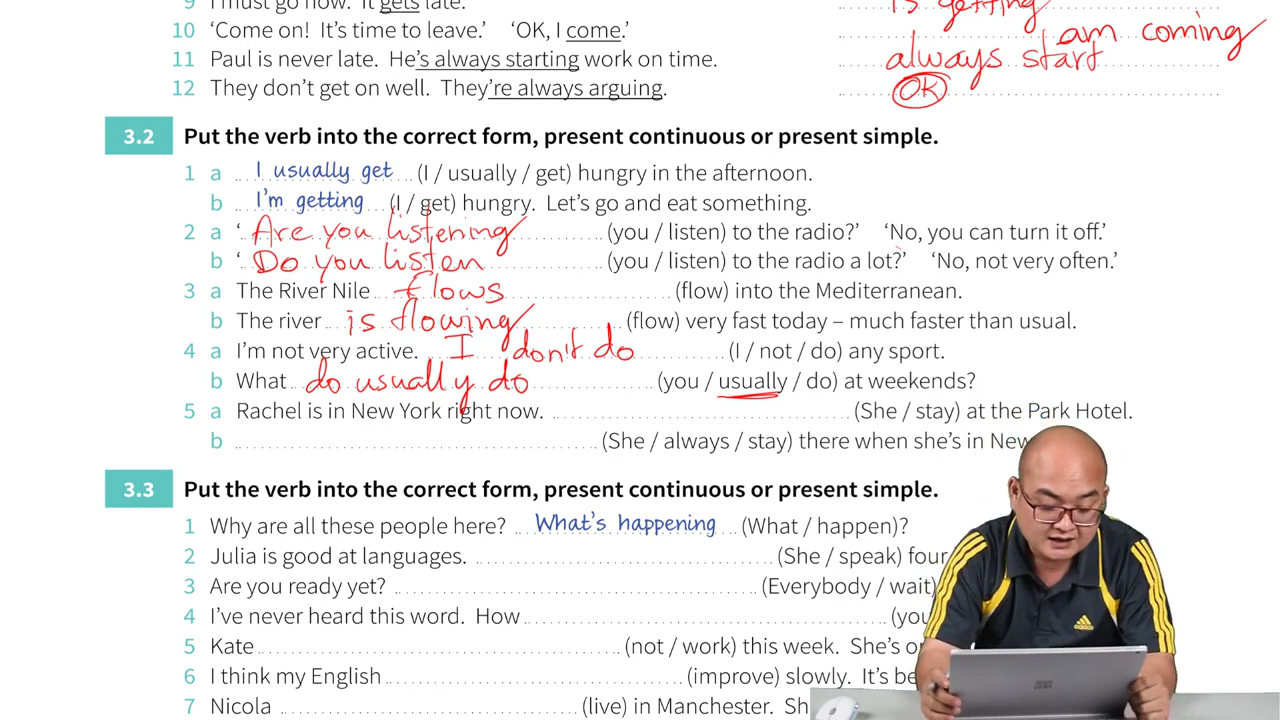 9 I must go now. It gets late. is getting
10 ‘Come on! It’s time to leave.’ ‘OK, I come.’ am coming
11 Paul is never late. He’s always starting work on time. always start
12 They don’t get on well. They’re always arguing. OK
3.2 Put the verb into the correct form, present continuous or present simple.
1 a I usually get (I / usually / get) hungry in the afternoon.
b I’m getting (I / get) hungry. Let’s go and eat something.
2 a ‘ Are you listening (you / listen) to the radio?’ ‘No, you can turn it off.’
b ‘ Do you listen (you / listen) to the radio a lot?’ ‘No, not very often.’
3 a The River Nile flows (flow) into the Mediterranean.
b The river is flowing (flow) very fast today – much faster than usual.
4 a I’m not very active. I don't do (I / not / do) any sport.
b What do usually do (you / usually / do) at weekends?
5 a Rachel is in New York right now. (She / stay) at the Park Hotel.
b (She / always / stay) there when she’s in New
3.3 Put the verb into the correct form, present continuous or present simple.
1 Why are all these people here? What’s happening (What / happen)?
2 Julia is good at languages. (She / speak) four
3 Are you ready yet? (Everybody / wait)
4 I’ve never heard this word. How (you
5 Kate (not / work) this week. She’s o
6 I think my English (improve) slowly. It’s be
7 Nicola (live) in Manchester. Sh
adidas